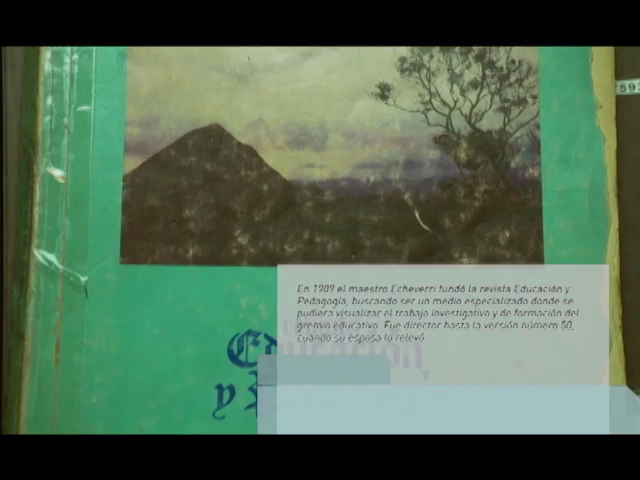 En 1989 el maestro Echeverri fundó la revista Educación y
Pedagogía, buscando ser un medio especializado donde se
pudiera visualizar el trabajo investigativo y de formación del
gremio educativo. Fue director hasta la versión número 50,
cuando su esposa lo relevó.
Educación,
y